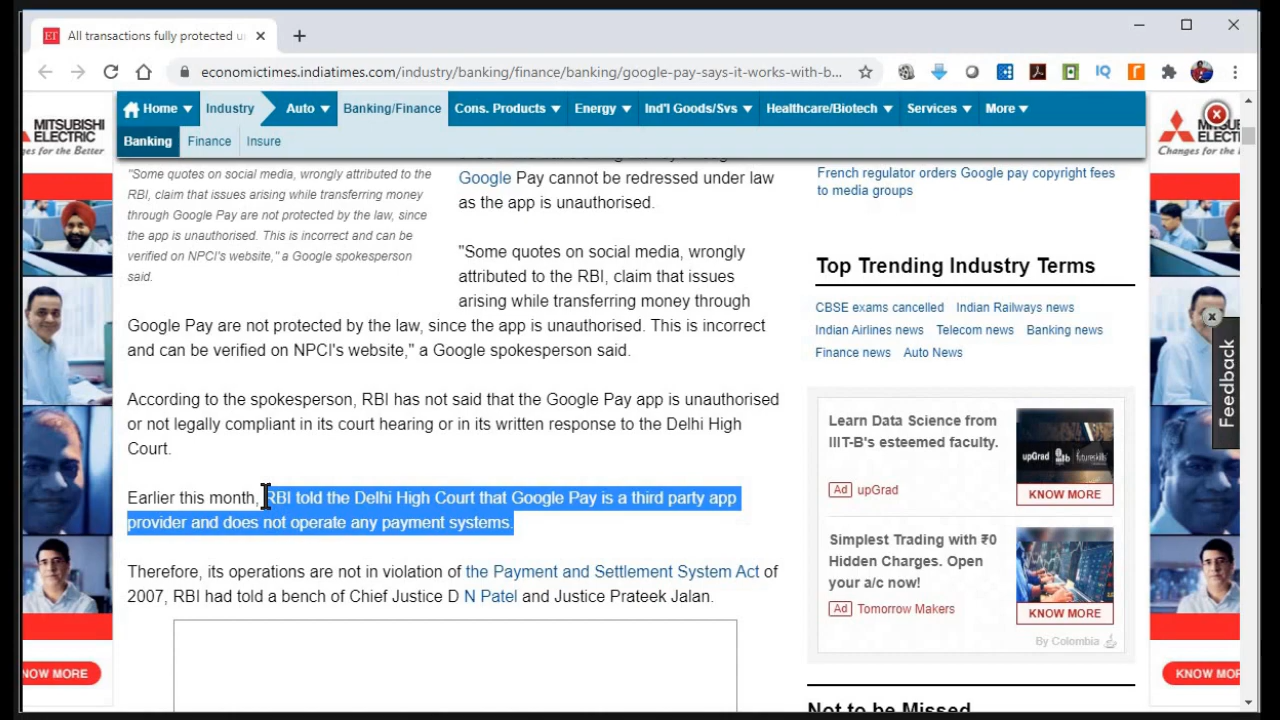 All transactions fully protected u
economictimes.indiatimes.com/industry/banking/finance/banking/google-pay-says-it-works-with-b...
Home Industry Auto Banking/Finance Cons. Products Energy Ind'l Goods/Svs Healthcare/Biotech Services More
Banking Finance Insure
MITSUBISHI
ELECTRIC
es for the Better
"Some quotes on social media, wrongly attributed to the
RBI, claim that issues arising while transferring money
through Google Pay are not protected by the law, since
the app is unauthorised. This is incorrect and can be
verified on NPCI's website," a Google spokesperson
said.
Google Pay cannot be redressed under law
as the app is unauthorised.
"Some quotes on social media, wrongly
attributed to the RBI, claim that issues
arising while transferring money through
Google Pay are not protected by the law, since the app is unauthorised. This is incorrect
and can be verified on NPCI's website," a Google spokesperson said.
According to the spokesperson, RBI has not said that the Google Pay app is unauthorised
or not legally compliant in its court hearing or in its written response to the Delhi High
Court.
Earlier this month, RBI told the Delhi High Court that Google Pay is a third party app
provider and does not operate any payment systems.
Therefore, its operations are not in violation of the Payment and Settlement System Act of
2007, RBI had told a bench of Chief Justice D N Patel and Justice Prateek Jalan.
French regulator orders Google pay copyright fees
to media groups
Top Trending Industry Terms
CBSE exams cancelled Indian Railways news
Indian Airlines news Telecom news Banking news
Finance news Auto News
Learn Data Science from
IIIT-B's esteemed faculty.
Ad upGrad
upGrad
futureskills
KNOW MORE
Simplest Trading with ₹0
Hidden Charges. Open
your a/c now!
Ad Tomorrow Makers
KNOW MORE
By Colombia
Not to be Missed
MITSU
ELECT
Changes for t
Feedback
NOW MORE
KNOW MOR